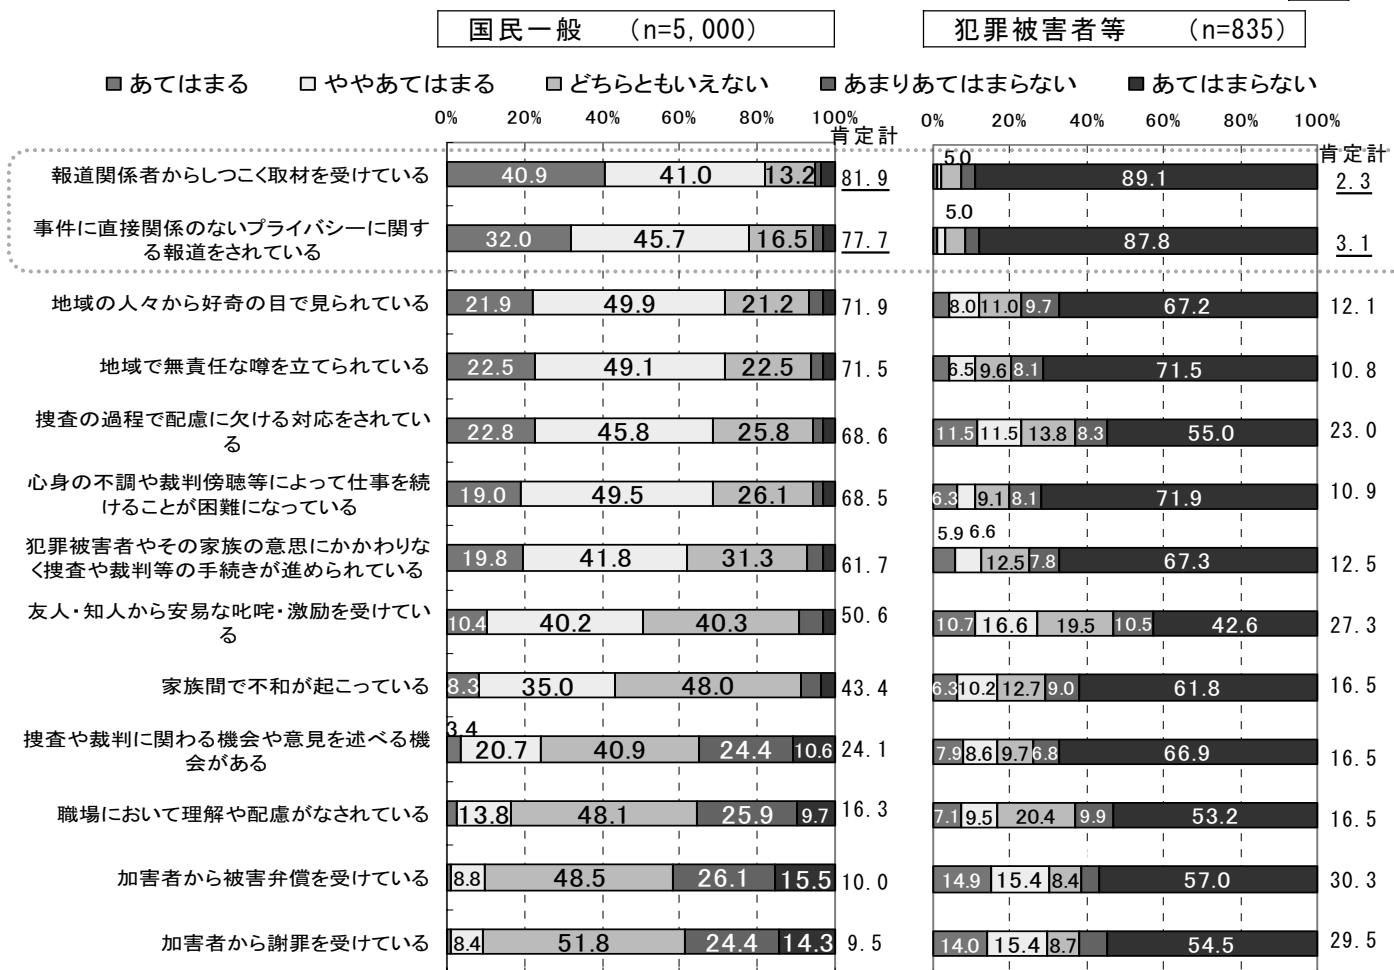 国民一般 （n=5,000）
犯罪被害者等 （n=835）
あてはまる ややあてはまる どちらともいえない あまりあてはまらない あてはまらない
0% 20% 40% 60% 80% 100%
肯定計
0% 20% 40% 60% 80% 100%
肯定計
報道関係者からしつこく取材を受けている
40.9 41.0 13.2 81.9
5.0 89.1 2.3
事件に直接関係のないプライバシーに関す
る報道をされている
32.0 45.7 16.5 77.7
5.0 87.8 3.1
地域の人々から好奇の目で見られている
21.9 49.9 21.2 71.9
8.0 11.0 9.7 67.2 12.1
地域で無責任な噂を立てられている
22.5 49.1 22.5 71.5
6.5 9.6 8.1 71.5 10.8
捜査の過程で配慮に欠ける対応をされてい
る
22.8 45.8 25.8 68.6
11.5 11.5 13.8 8.3 55.0 23.0
心身の不調や裁判傍聴等によって仕事を続
けることが困難になっている
19.0 49.5 26.1 68.5
6.3 9.1 8.1 71.9 10.9
犯罪被害者やその家族の意思にかかわりな
く捜査や裁判等の手続きが進められている
19.8 41.8 31.3 61.7
5.9 6.6
12.5 7.8 67.3 12.5
友人・知人から安易な叱咤・激励を受けてい
る
10.4 40.2 40.3 50.6
10.7 16.6 19.5 10.5 42.6 27.3
家族間で不和が起こっている
8.3 35.0 48.0 43.4
6.3 10.2 12.7 9.0 61.8 16.5
捜査や裁判に関わる機会や意見を述べる機
会がある
3.4
20.7 40.9 24.4 10.6 24.1
7.9 8.6 9.7 6.8 66.9 16.5
職場において理解や配慮がなされている
13.8 48.1 25.9 9.7 16.3
7.1 9.5 20.4 9.9 53.2 16.5
加害者から被害弁償を受けている
8.8 48.5 26.1 15.5 10.0
14.9 15.4 8.4 57.0 30.3
加害者から謝罪を受けている
8.4 51.8 24.4 14.3 9.5
14.0 15.4 8.7 54.5 29.5